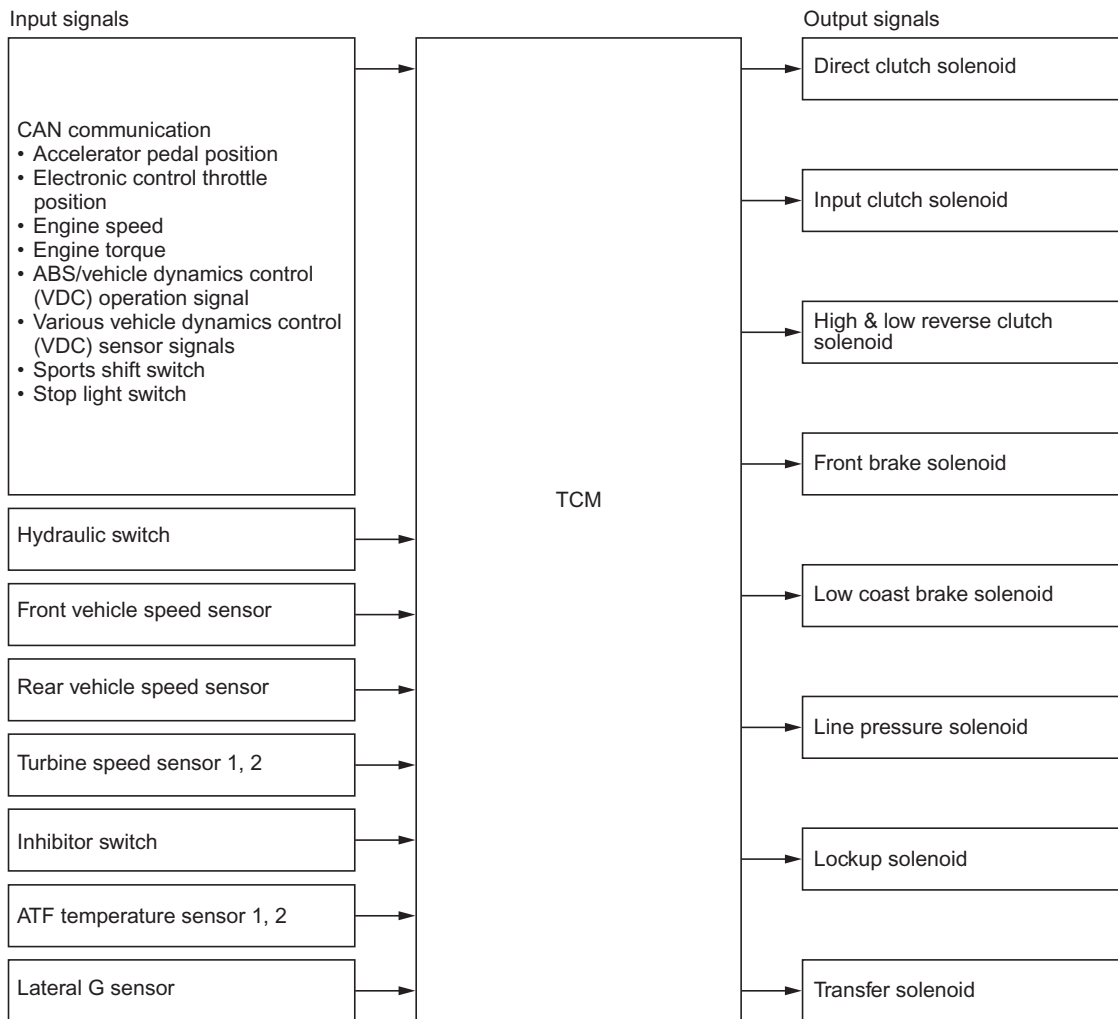 Input signals
CAN communication
• Accelerator pedal position
• Electronic control throttle
position
• Engine speed
• Engine torque
• ABS/vehicle dynamics control
(VDC) operation signal
• Various vehicle dynamics control
(VDC) sensor signals
• Sports shift switch
• Stop light switch
Hydraulic switch
Front vehicle speed sensor
Rear vehicle speed sensor
Turbine speed sensor 1, 2
Inhibitor switch
ATF temperature sensor 1, 2
Lateral G sensor
TCM
Output signals
Direct clutch solenoid
Input clutch solenoid
High & low reverse clutch
solenoid
Front brake solenoid
Low coast brake solenoid
Line pressure solenoid
Lockup solenoid
Transfer solenoid